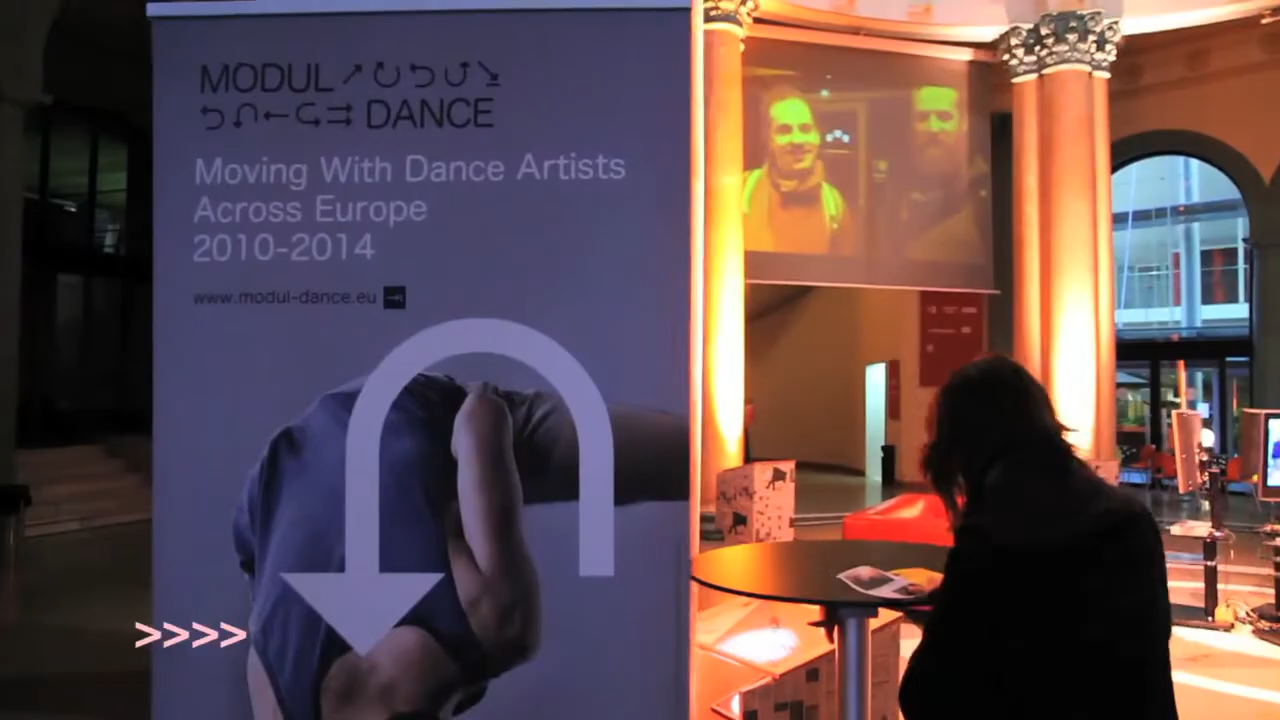 MODUL
DANCE
Moving With Dance Artists
Across Europe
2010-2014
www.modul-dance.eu
>>>>